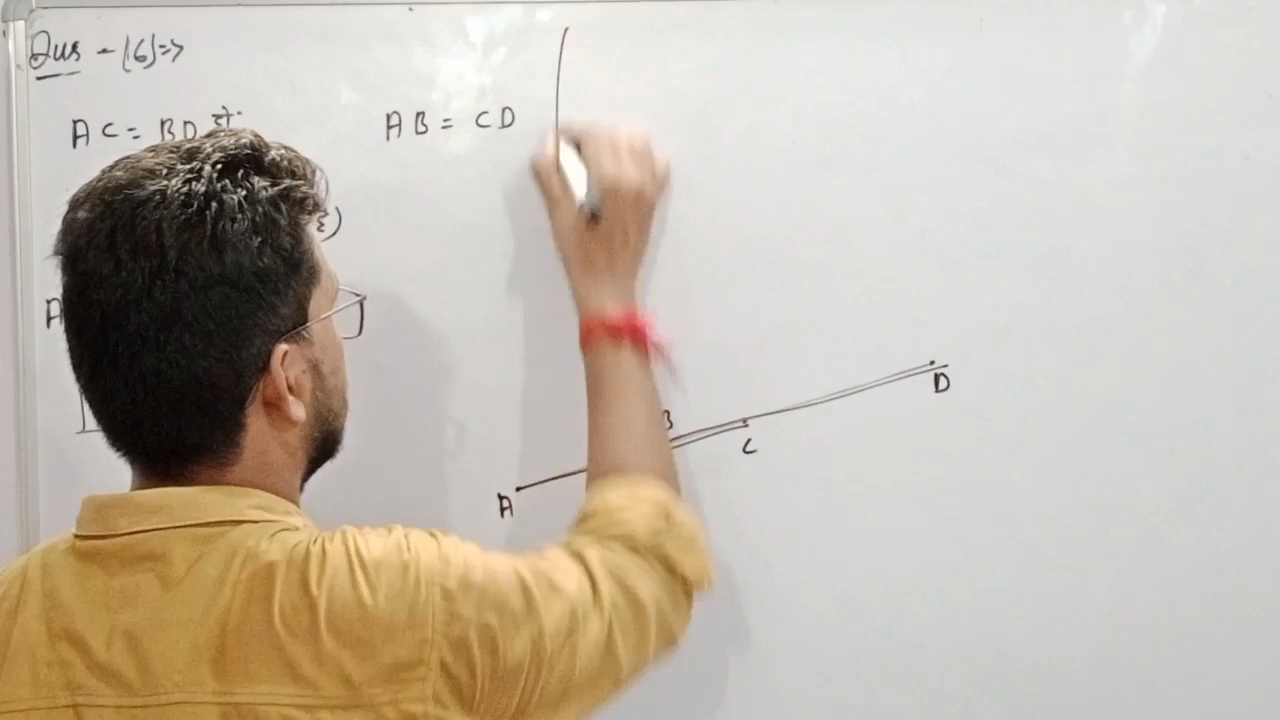 Qus - (6)=>
AC = BD है.
AB = CD
A
B
C
D
A